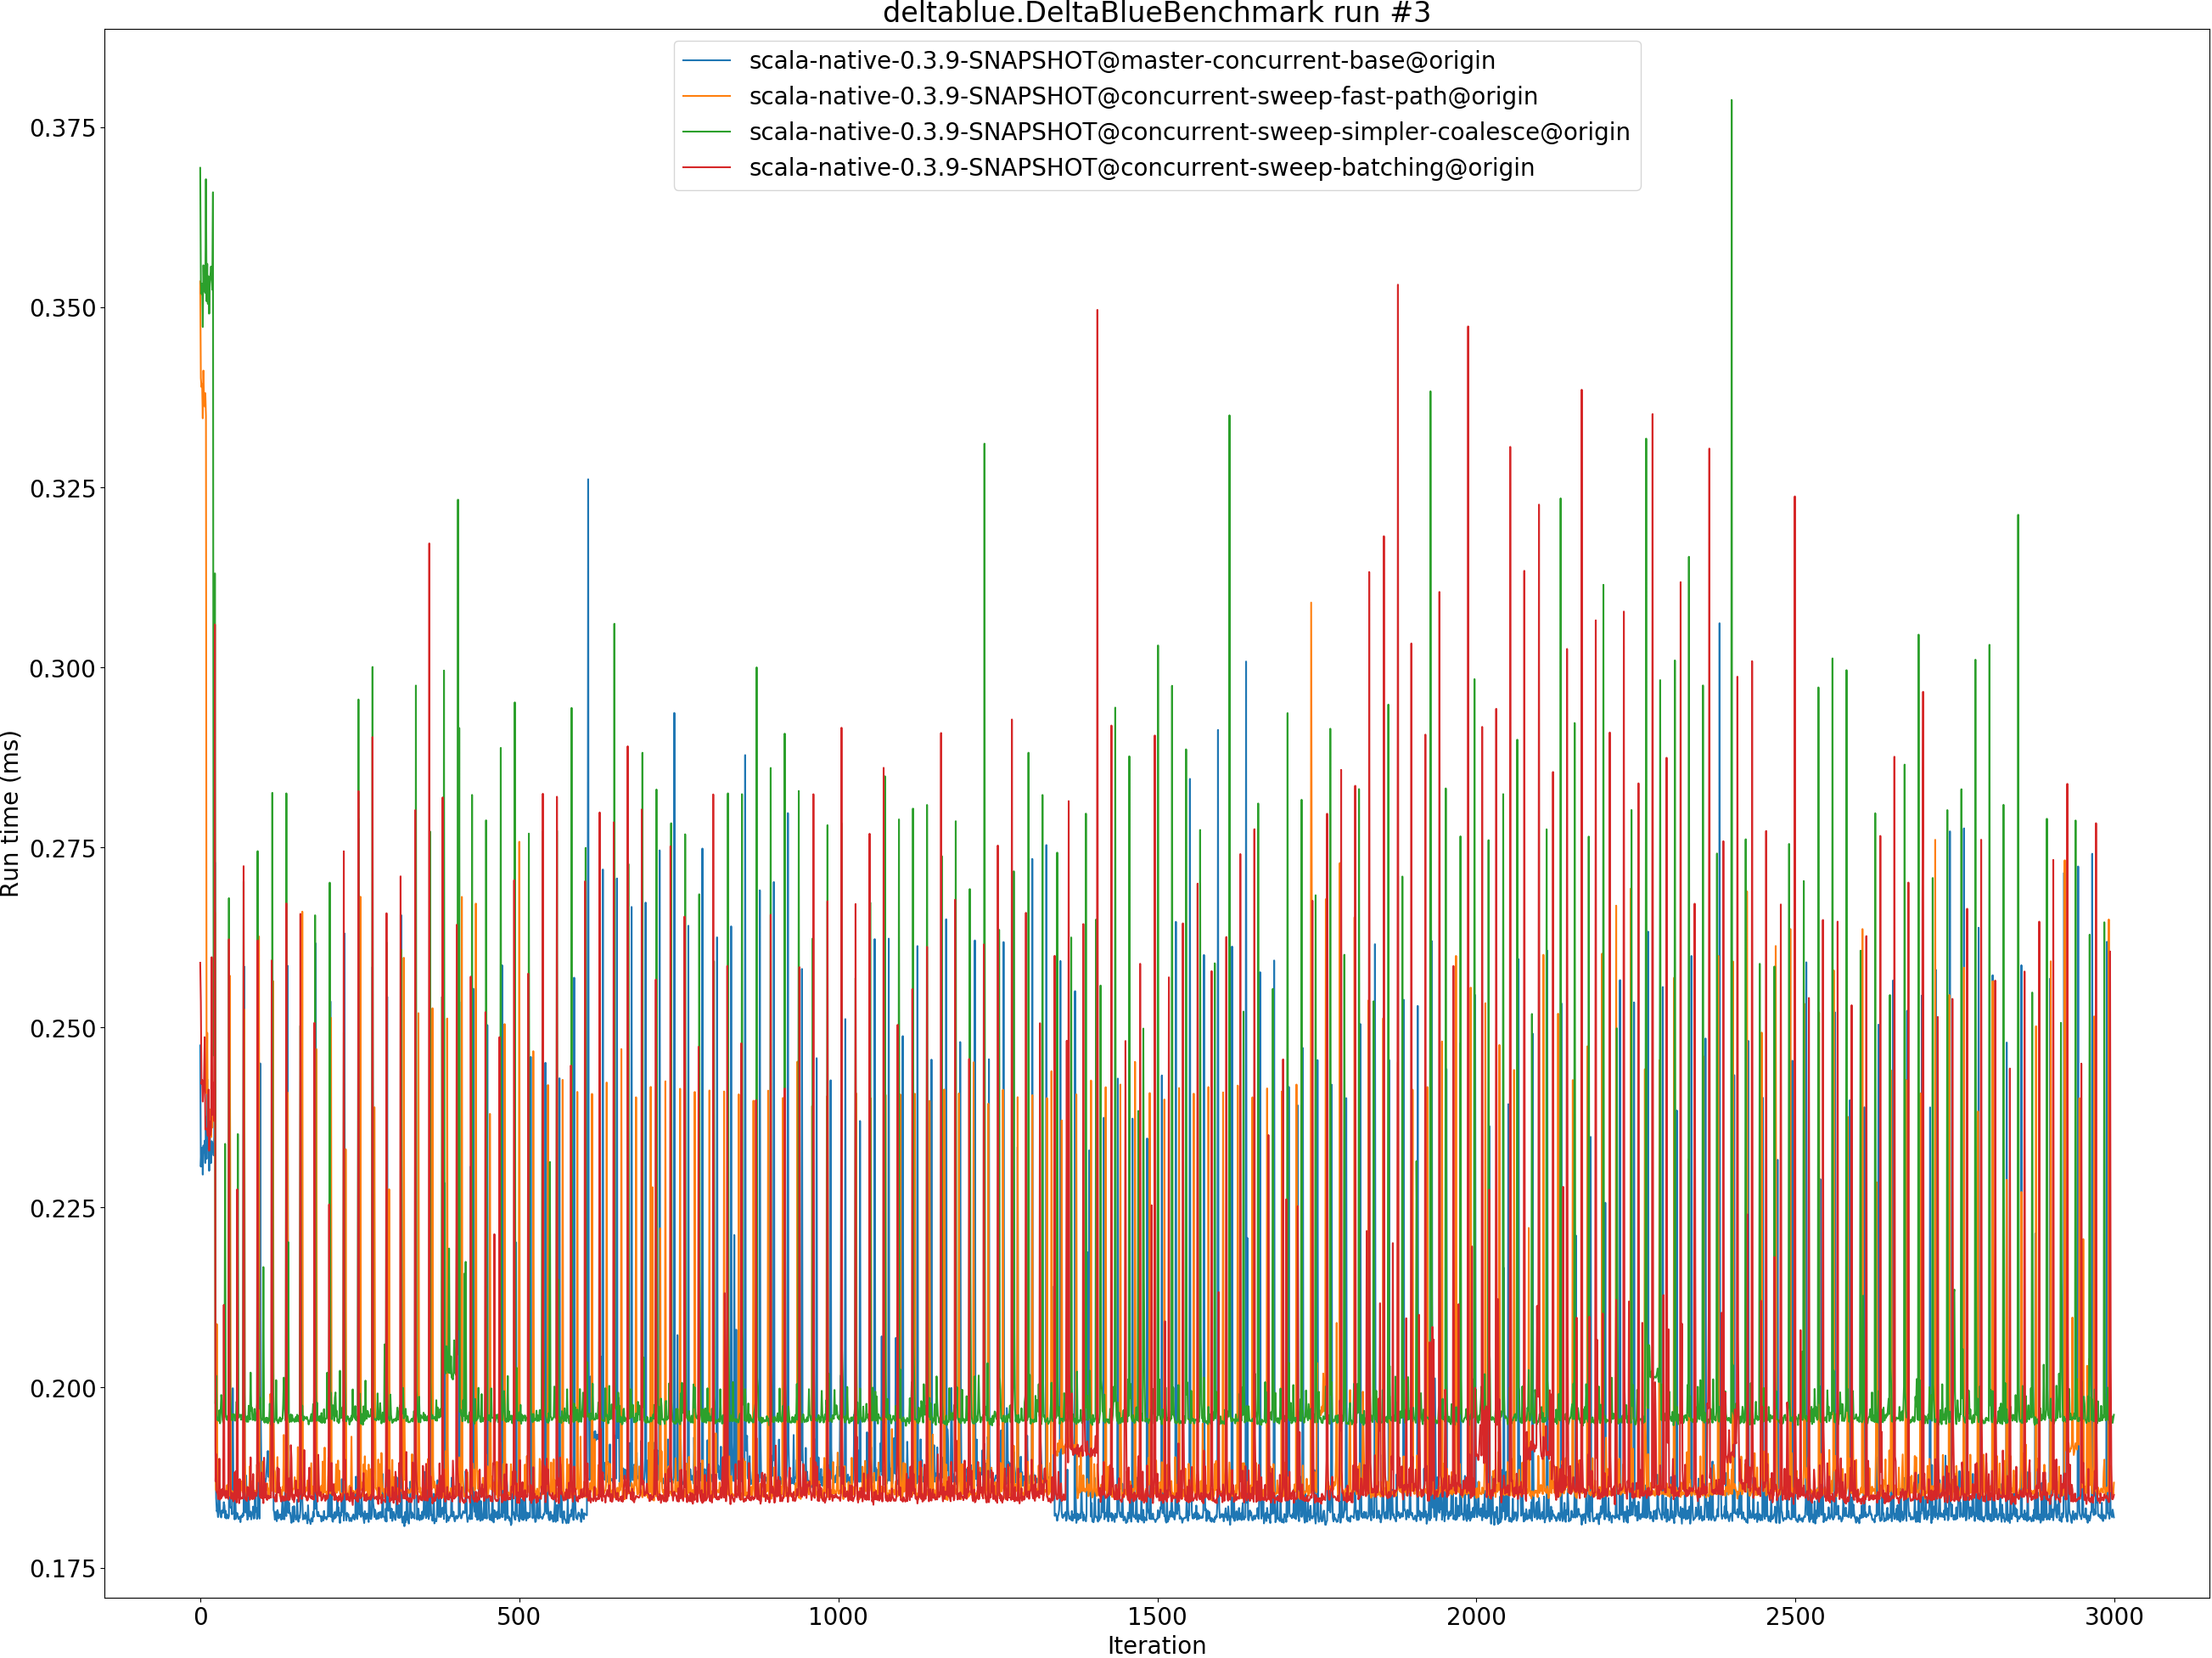 deltablue.DeltaBlueBenchmark run #3
scala-native-0.3.9-SNAPSHOT@master-concurrent-base@origin
scala-native-0.3.9-SNAPSHOT@concurrent-sweep-fast-path@origin
scala-native-0.3.9-SNAPSHOT@concurrent-sweep-simpler-coalesce@origin
scala-native-0.3.9-SNAPSHOT@concurrent-sweep-batching@origin
Run time (ms)
0.375
0.350
0.325
0.300
0.275
0.250
0.225
0.200
0.175
0 500 1000 1500 2000 2500 3000
Iteration